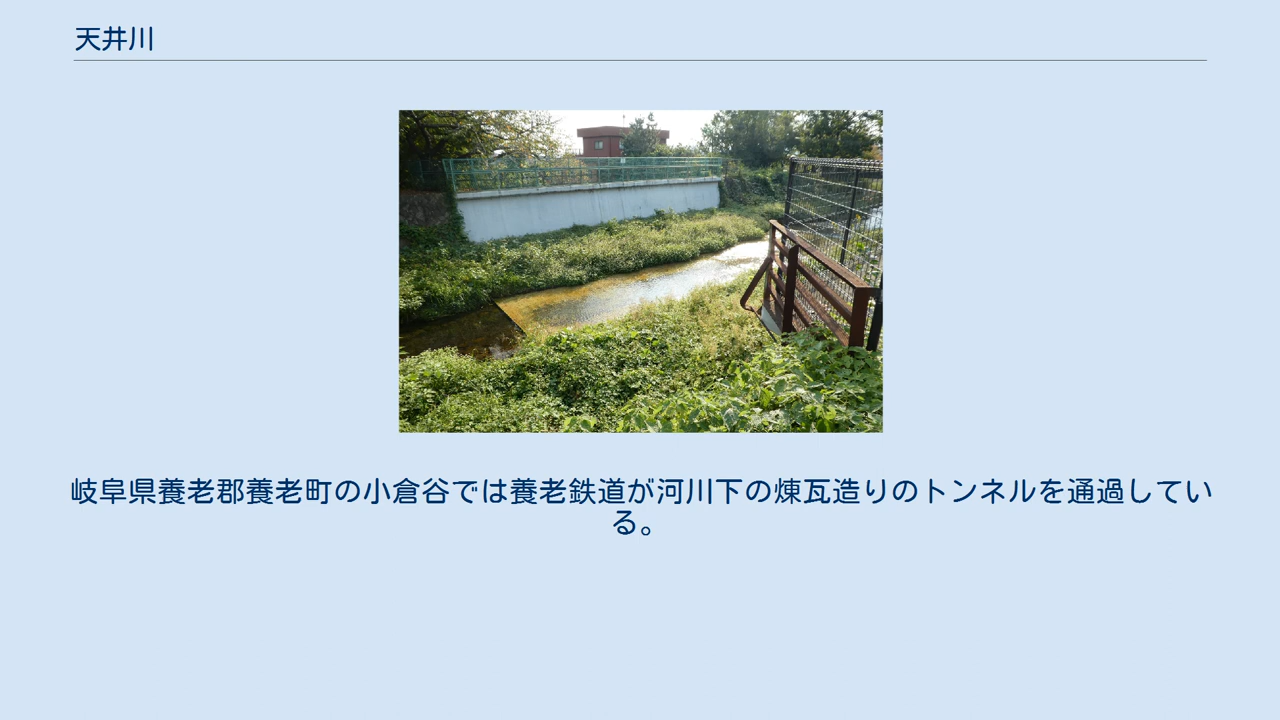 天井川
岐阜県養老郡養老町の小倉谷では養老鉄道が河川下の煉瓦造りのトンネルを通過してい
る。